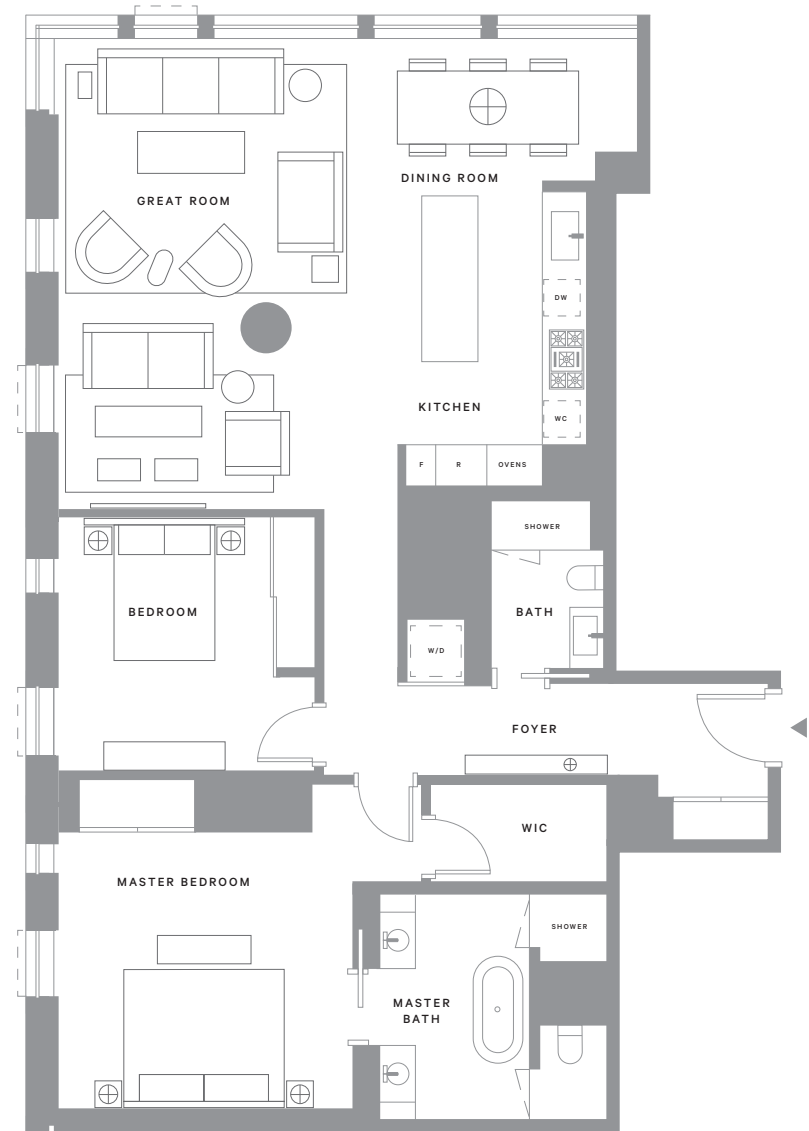 GREAT ROOM
DINING ROOM
DW
KITCHEN
WC
F
R
OVENS
SHOWER
BEDROOM
BATH
W/D
FOYER
WIC
MASTER BEDROOM
SHOWER
MASTER
BATH